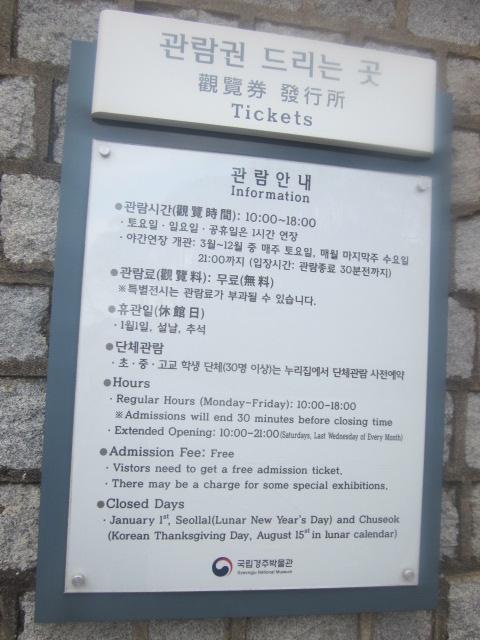 관람권 드리는 곳
觀覽券 發行所
Tickets
관람안내
Information
●관람시간(觀覽時間): 10:00~18:00
· 토요일 · 일요일 · 공휴일은 1시간 연장
· 야간연장 개관: 3월~12월 중 매주 토요일, 매월 마지막주 수요일
21:00까지 (입장시간: 관람종료 30분전까지)
●관람료(觀覽料): 무료(無料)
※특별전시는 관람료가 부과될 수 있습니다.
●휴관일(休館日)
· 1월1일, 설날, 추석
●단체관람
· 초 · 중 · 고교 학생 단체(30명 이상)는 누리집에서 단체관람 사전예약
●Hours
· Regular Hours (Monday-Friday): 10:00-18:00
※Admissions will end 30 minutes before closing time
· Extended Opening: 10:00-21:00(Saturdays, Last Wednesday of Every Month)
●Admission Fee: Free
· Vistors need to get a free admission ticket.
· There may be a charge for some special exhibitions.
●Closed Days
· January 1st, Seollal(Lunar New Year's Day) and Chuseok
(Korean Thanksgiving Day, August 15st in lunar calendar)
국립경주박물관
Gyeongju National Museum